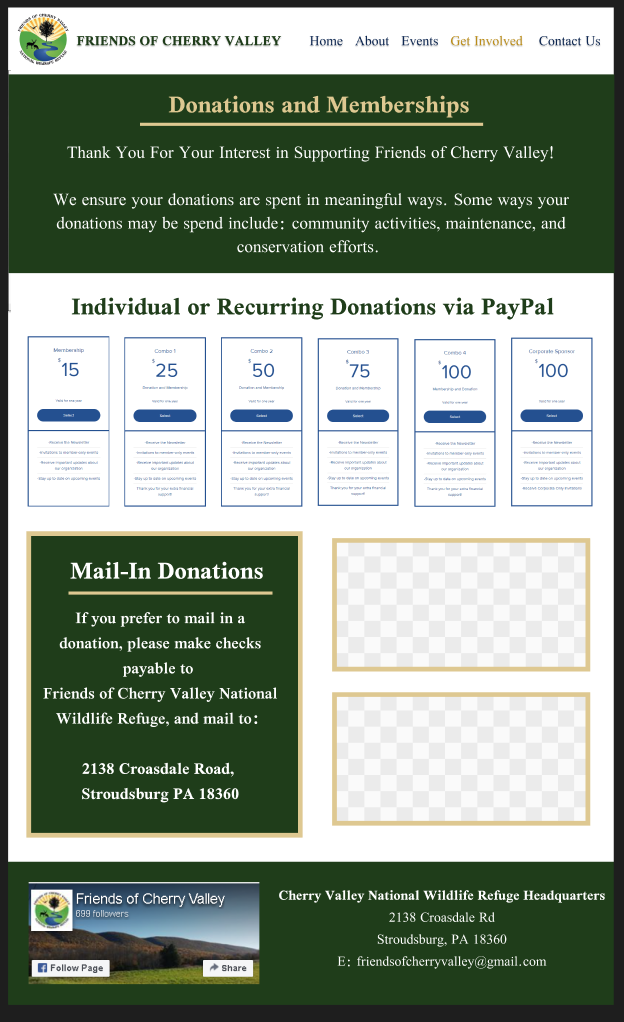 FRIENDS OF CHERRY VALLEY
NATIONAL WILDLIFE REFUGE
FRIENDS OF CHERRY VALLEY
Home About Events Get Involved Contact Us
Donations and Memberships
Thank You For Your Interest in Supporting Friends of Cherry Valley!
We ensure your donations are spent in meaningful ways. Some ways your
donations may be spend include: community activities, maintenance, and
conservation efforts.
Individual or Recurring Donations via PayPal
Membership
$15
Valid for one year
Select
-Receive the Newsletter
-Invitations to member-only events
-Receive important updates about
our organization
-Stay up to date on upcoming events
Combo 1
$25
Donation and Membership
Valid for one year
Select
-Receive the Newsletter
-Invitations to member-only events
-Receive important updates about
our organization
-Stay up to date on upcoming events
Thank you for your extra financial
support!
Combo 2
$50
Donation and Membership
Valid for one year
Select
-Receive the Newsletter
-Invitations to member-only events
-Receive important updates about
our organization
-Stay up to date on upcoming events
Thank you for your extra financial
support!
Combo 3
$75
Donation and Membership
Valid for one year
Select
-Receive the Newsletter
-Invitations to member-only events
-Receive important updates about
our organization
-Stay up to date on upcoming events
Thank you for your extra financial
support!
Combo 4
$100
Membership and Donation
Valid for one year
Select
-Receive the Newsletter
-Invitations to member-only events
-Receive important updates about
our organization
-Stay up to date on upcoming events
Thank you for your extra financial
support!
Corporate Sponsor
$100
Valid for one year
Select
-Receive the Newsletter
-Invitations to member-only events
-Receive important updates about
our organization
-Stay up to date on upcoming events
-Receive Corporate Only Invitations
Mail-In Donations
If you prefer to mail in a
donation, please make checks
payable to
Friends of Cherry Valley National
Wildlife Refuge, and mail to:
2138 Croasdale Road,
Stroudsburg PA 18360
Friends of Cherry Valley
699 followers
Follow Page
Share
Cherry Valley National Wildlife Refuge Headquarters
2138 Croasdale Rd
Stroudsburg, PA 18360
E: friendsofcherryvalley@gmail.com